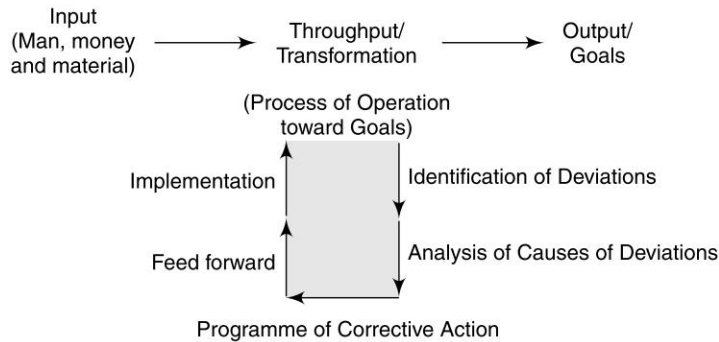 Input
(Man, money
and material)
Throughput/
Transformation
Output/
Goals
(Process of Operation
toward Goals)
Implementation
Identification of Deviations
Feed forward
Analysis of Causes of Deviations
Programme of Corrective Action